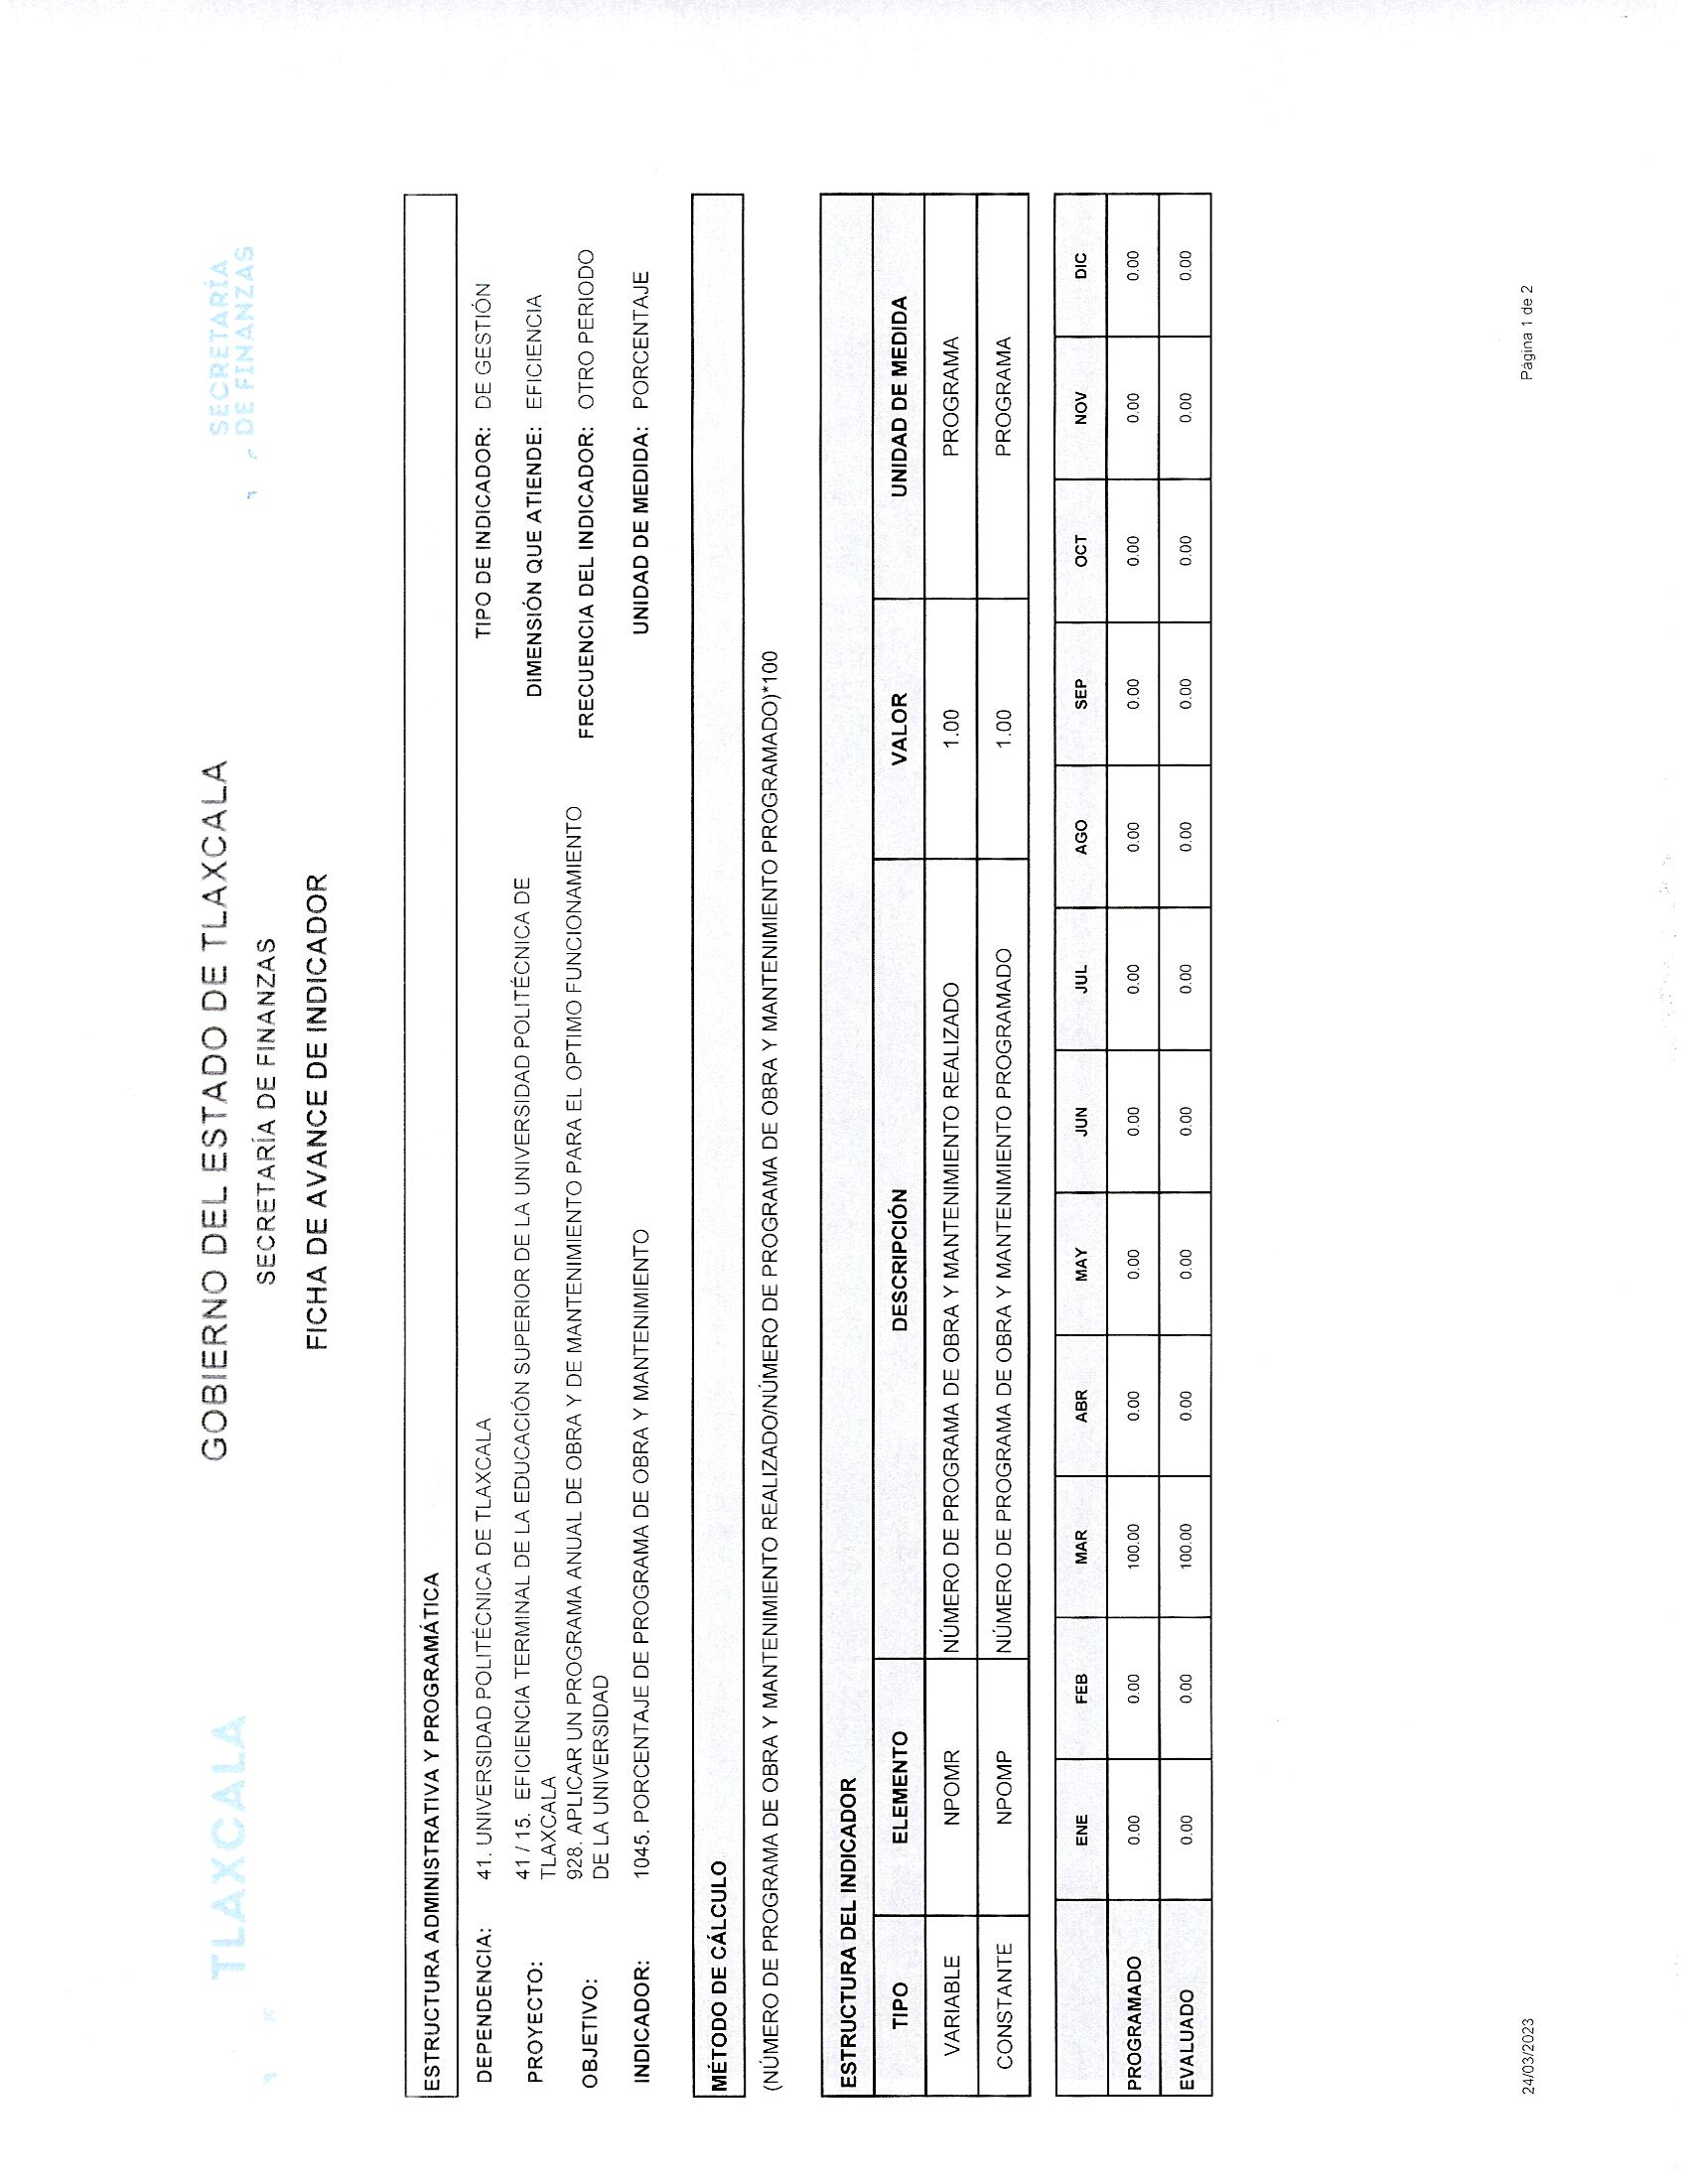 TLAXCALA
SECRETARÍA
DE FINANZAS
GOBIERNO DEL ESTADO DE TLAXCALA
SECRETARÍA DE FINANZAS
FICHA DE AVANCE DE INDICADOR
ESTRUCTURA ADMINISTRATIVA Y PROGRAMÁTICA
DEPENDENCIA: 41. UNIVERSIDAD POLITÉCNICA DE TLAXCALA TIPO DE INDICADOR: DE GESTIÓN
PROYECTO: 41 / 15. EFICIENCIA TERMINAL DE LA EDUCACIÓN SUPERIOR DE LA UNIVERSIDAD POLITÉCNICA DE DIMENSIÓN QUE ATIENDE: EFICIENCIA
TLAXCALA
OBJETIVO: 928. APLICAR UN PROGRAMA ANUAL DE OBRA Y DE MANTENIMIENTO PARA EL OPTIMO FUNCIONAMIENTO FRECUENCIA DEL INDICADOR: OTRO PERIODO
DE LA UNIVERSIDAD
INDICADOR: 1045. PORCENTAJE DE PROGRAMA DE OBRA Y MANTENIMIENTO UNIDAD DE MEDIDA: PORCENTAJE
MÉTODO DE CÁLCULO
(NÚMERO DE PROGRAMA DE OBRA Y MANTENIMIENTO REALIZADO/NÚMERO DE PROGRAMA DE OBRA Y MANTENIMIENTO PROGRAMADO)*100
ESTRUCTURA DEL INDICADOR
TIPO ELEMENTO DESCRIPCIÓN VALOR UNIDAD DE MEDIDA
VARIABLE NPOMR NÚMERO DE PROGRAMA DE OBRA Y MANTENIMIENTO REALIZADO 1.00 PROGRAMA
CONSTANTE NPOMP NÚMERO DE PROGRAMA DE OBRA Y MANTENIMIENTO PROGRAMADO 1.00 PROGRAMA
ENE FEB MAR ABR MAY JUN JUL AGO SEP OCT NOV DIC
PROGRAMADO 0.00 0.00 100.00 0.00 0.00 0.00 0.00 0.00 0.00 0.00 0.00 0.00
EVALUADO 0.00 0.00 100.00 0.00 0.00 0.00 0.00 0.00 0.00 0.00 0.00 0.00
24/03/2023 Página 1 de 2